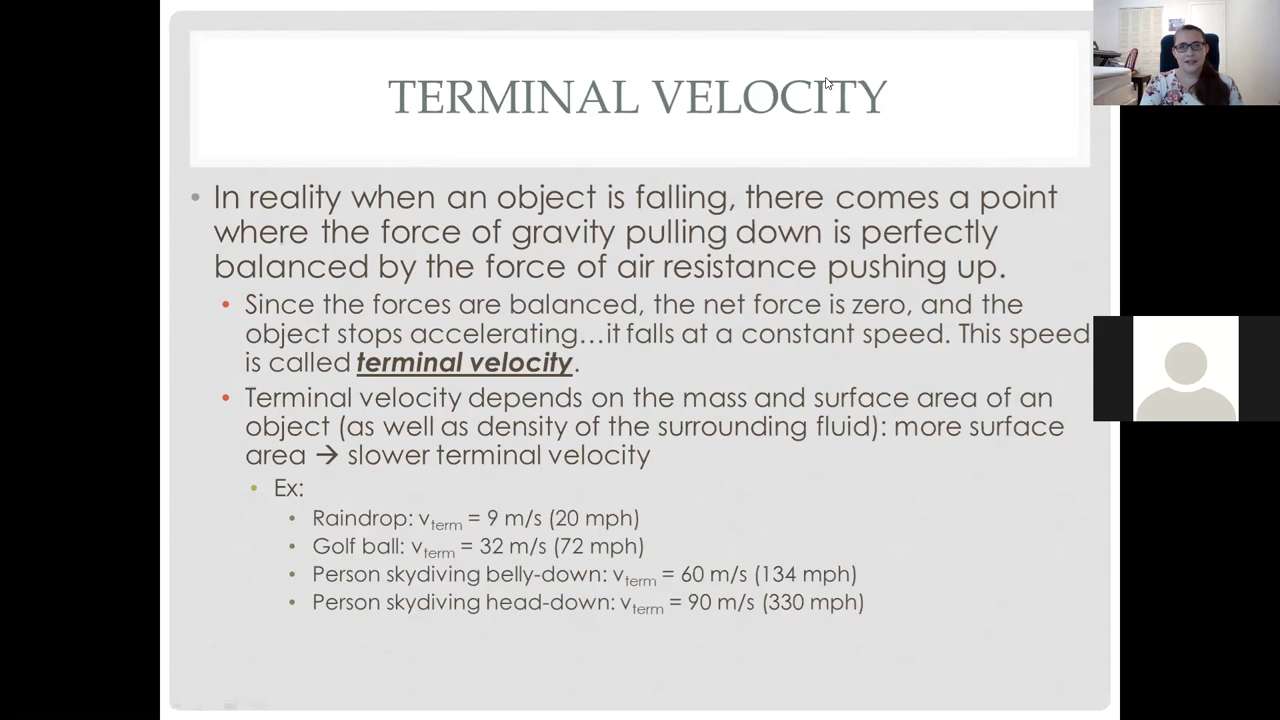 TERMINAL VELOCITY
• In reality when an object is falling, there comes a point
where the force of gravity pulling down is perfectly
balanced by the force of air resistance pushing up.
• Since the forces are balanced, the net force is zero, and the
object stops accelerating…it falls at a constant speed. This speed
is called terminal velocity.
• Terminal velocity depends on the mass and surface area of an
object (as well as density of the surrounding fluid): more surface
area → slower terminal velocity
• Ex:
• Raindrop: vterm = 9 m/s (20 mph)
• Golf ball: vterm = 32 m/s (72 mph)
• Person skydiving belly-down: vterm = 60 m/s (134 mph)
• Person skydiving head-down: vterm = 90 m/s (330 mph)